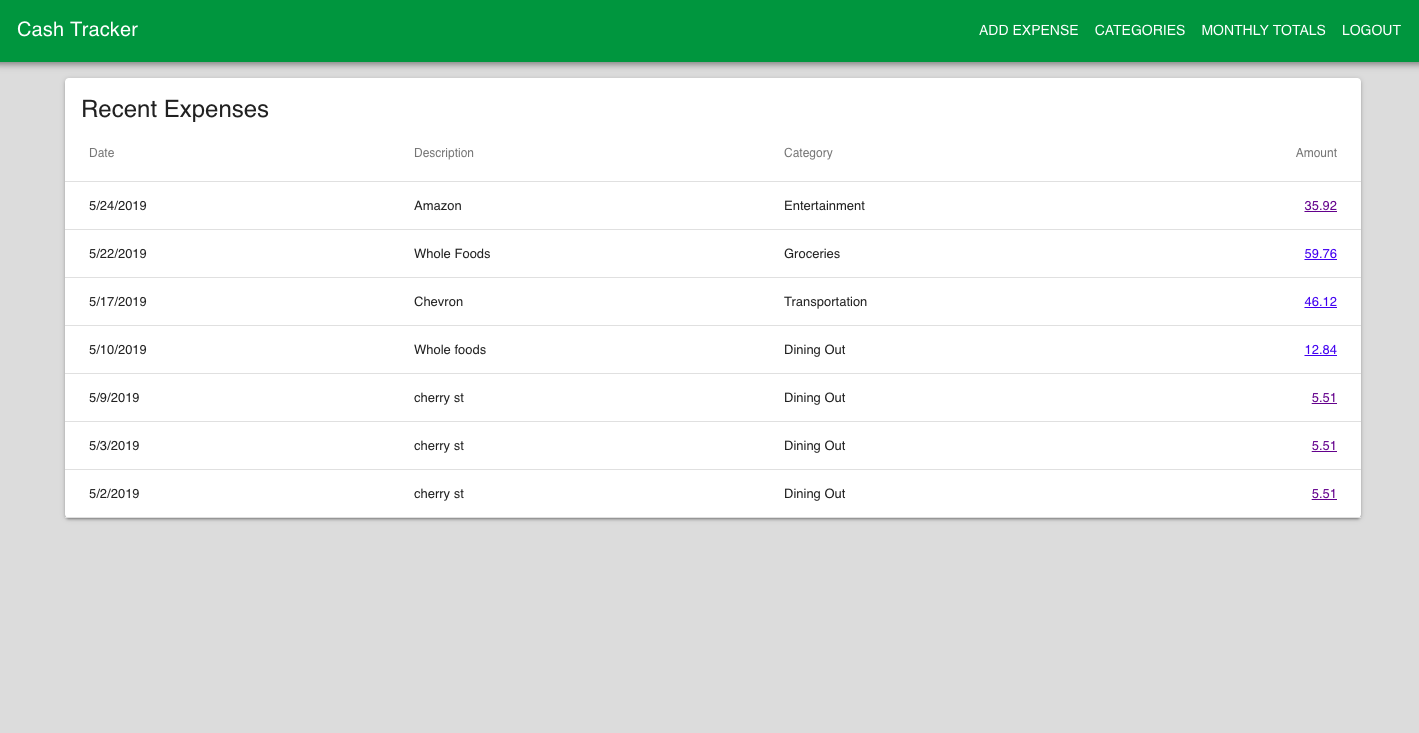 Cash Tracker ADD EXPENSE CATEGORIES MONTHLY TOTALS LOGOUT
Recent Expenses
Date Description Category Amount
5/24/2019 Amazon Entertainment 35.92
5/22/2019 Whole Foods Groceries 59.76
5/17/2019 Chevron Transportation 46.12
5/10/2019 Whole foods Dining Out 12.84
5/9/2019 cherry st Dining Out 5.51
5/3/2019 cherry st Dining Out 5.51
5/2/2019 cherry st Dining Out 5.51